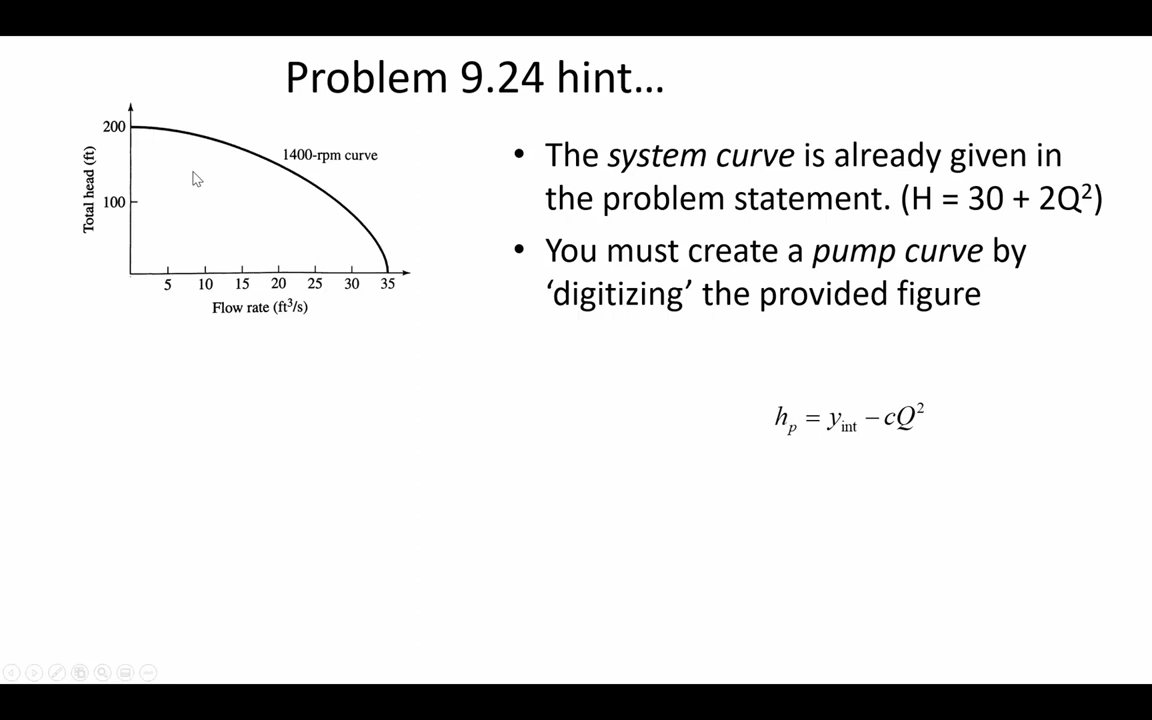 Problem 9.24 hint...
200
100
Total head (ft)
1400-rpm curve
5 10 15 20 25 30 35
Flow rate (ft³/s)
• The system curve is already given in
the problem statement. (H = 30 + 2Q²)
• You must create a pump curve by
‘digitizing’ the provided figure
hₚ = y_int − cQ²